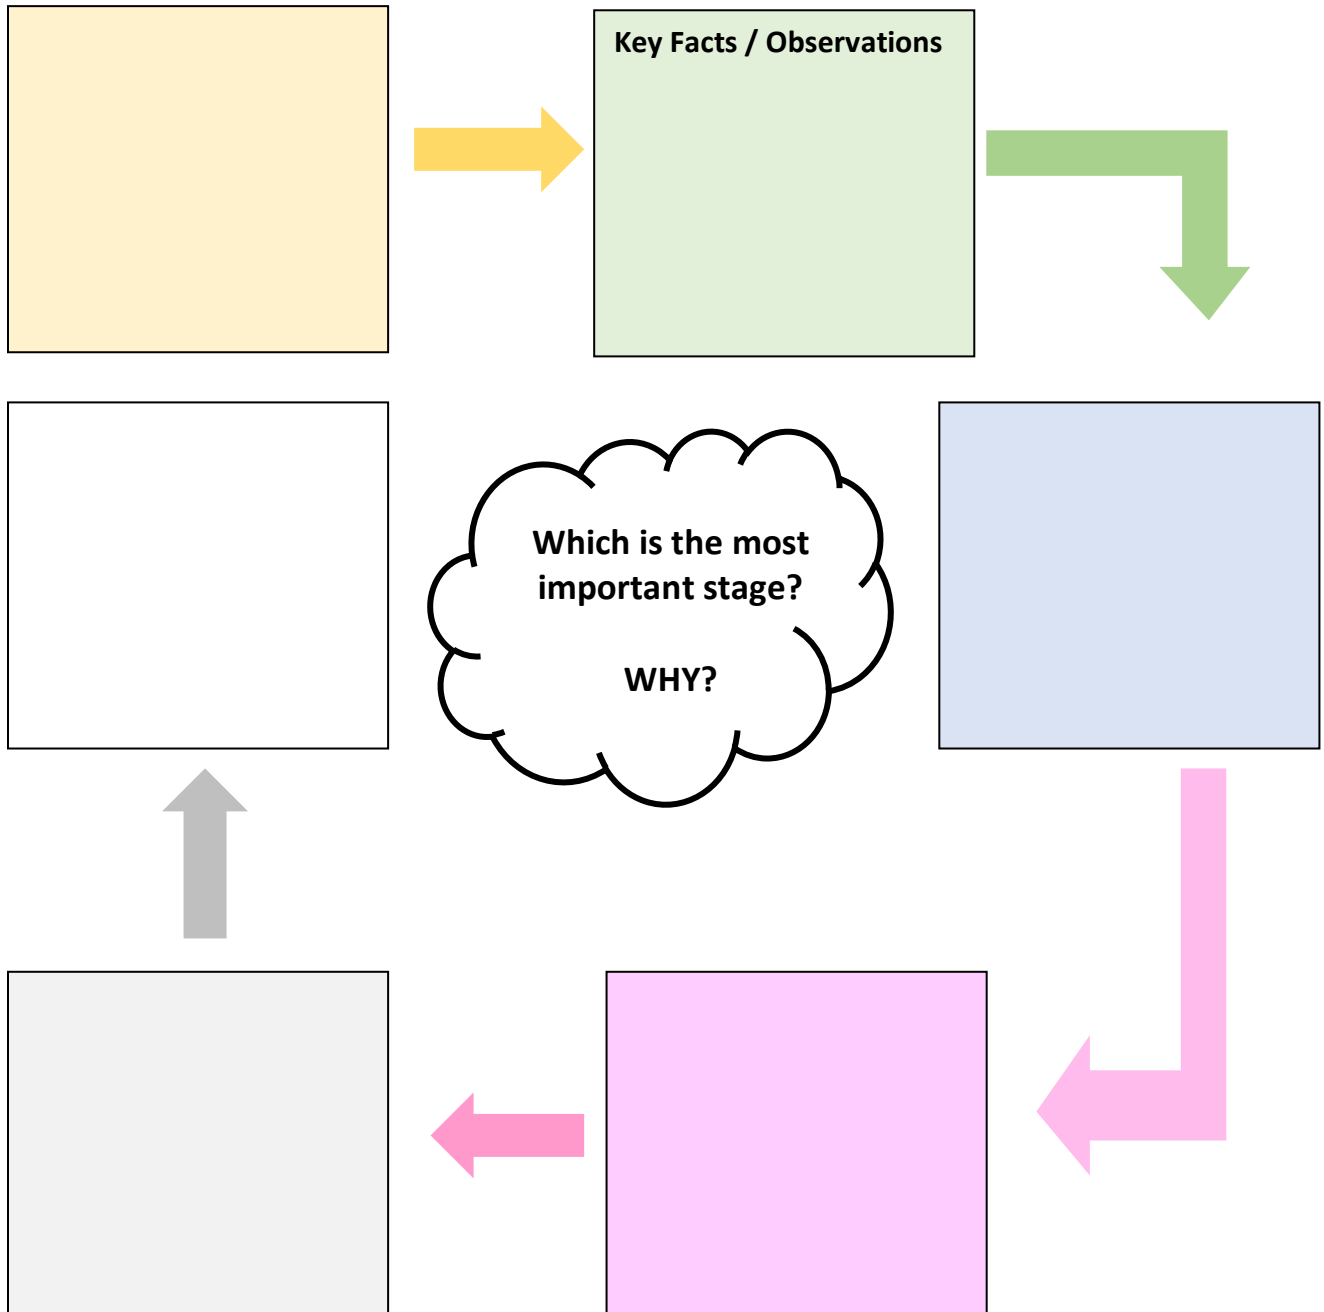 Key Facts / Observations
Which is the most
important stage?
WHY?